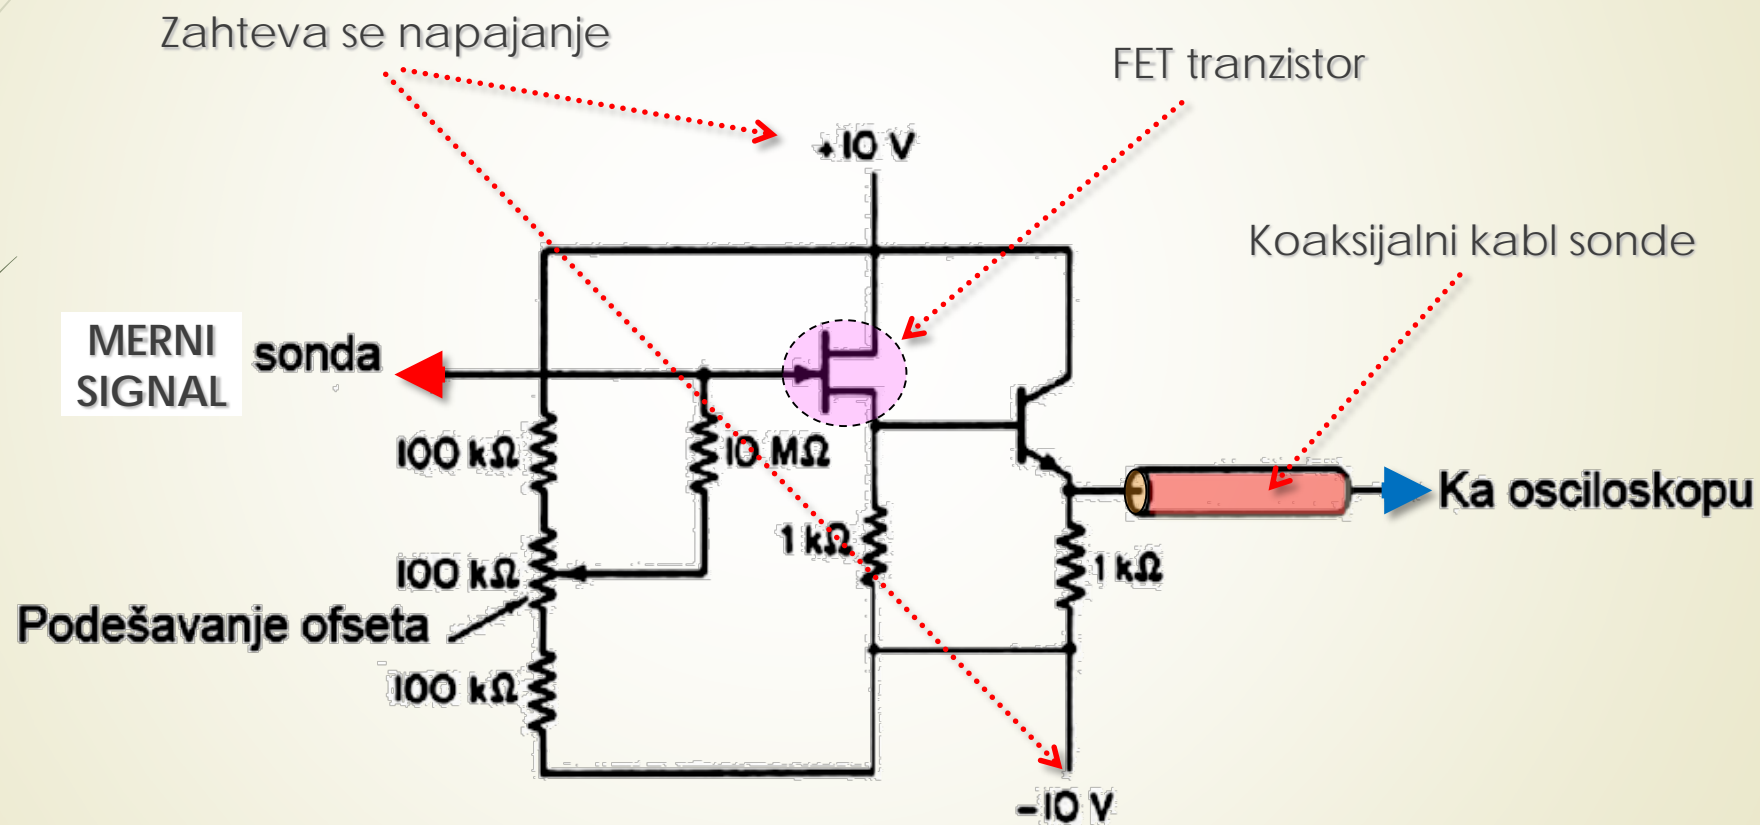 Zahteva se napajanje
FET tranzistor
+10 V
Koaksijalni kabl sonde
MERNI
SIGNAL
sonda
100 kΩ
10 MΩ
Ka osciloskopu
1 kΩ
100 kΩ
1 kΩ
Podešavanje ofseta
100 kΩ
-10 V